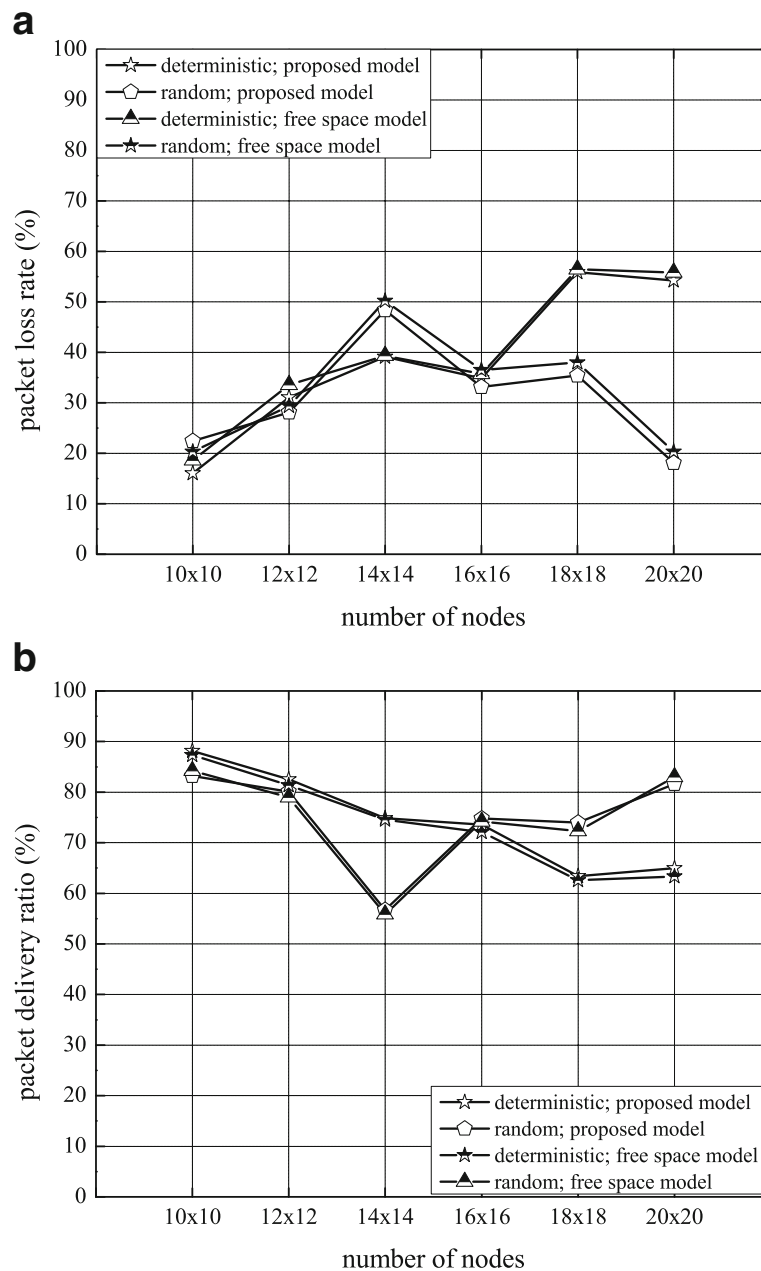 a
100
90
80
70
60
50
40
30
20
10
0
packet loss rate (%)
deterministic; proposed model
random; proposed model
deterministic; free space model
random; free space model
10x10 12x12 14x14 16x16 18x18 20x20
number of nodes
b
100
90
80
70
60
50
40
30
20
10
0
packet delivery ratio (%)
deterministic; proposed model
random; proposed model
deterministic; free space model
random; free space model
10x10 12x12 14x14 16x16 18x18 20x20
number of nodes